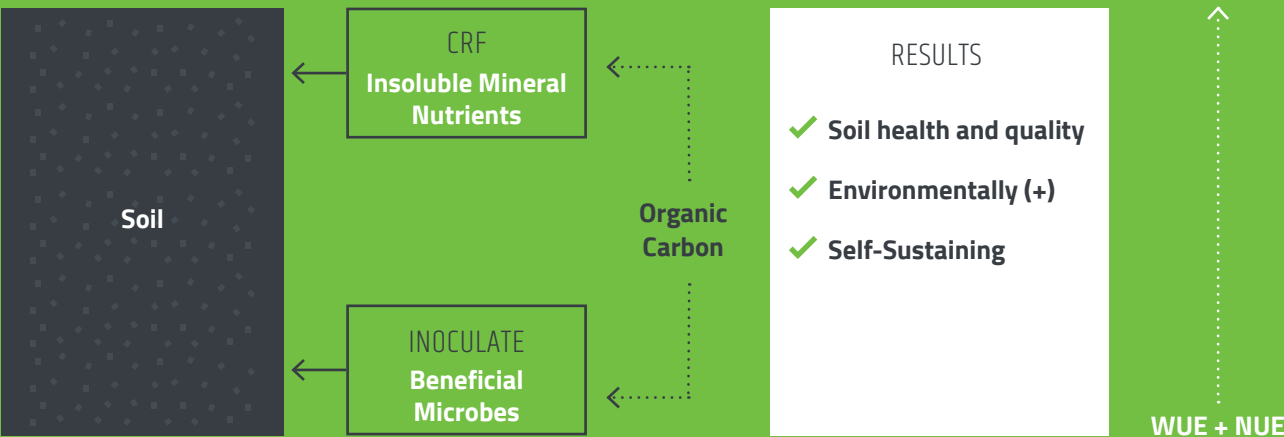 Soil
CRF
Insoluble Mineral
Nutrients
Organic
Carbon
INOCULATE
Beneficial
Microbes
RESULTS
Soil health and quality
Environmentally (+)
Self-Sustaining
WUE + NUE